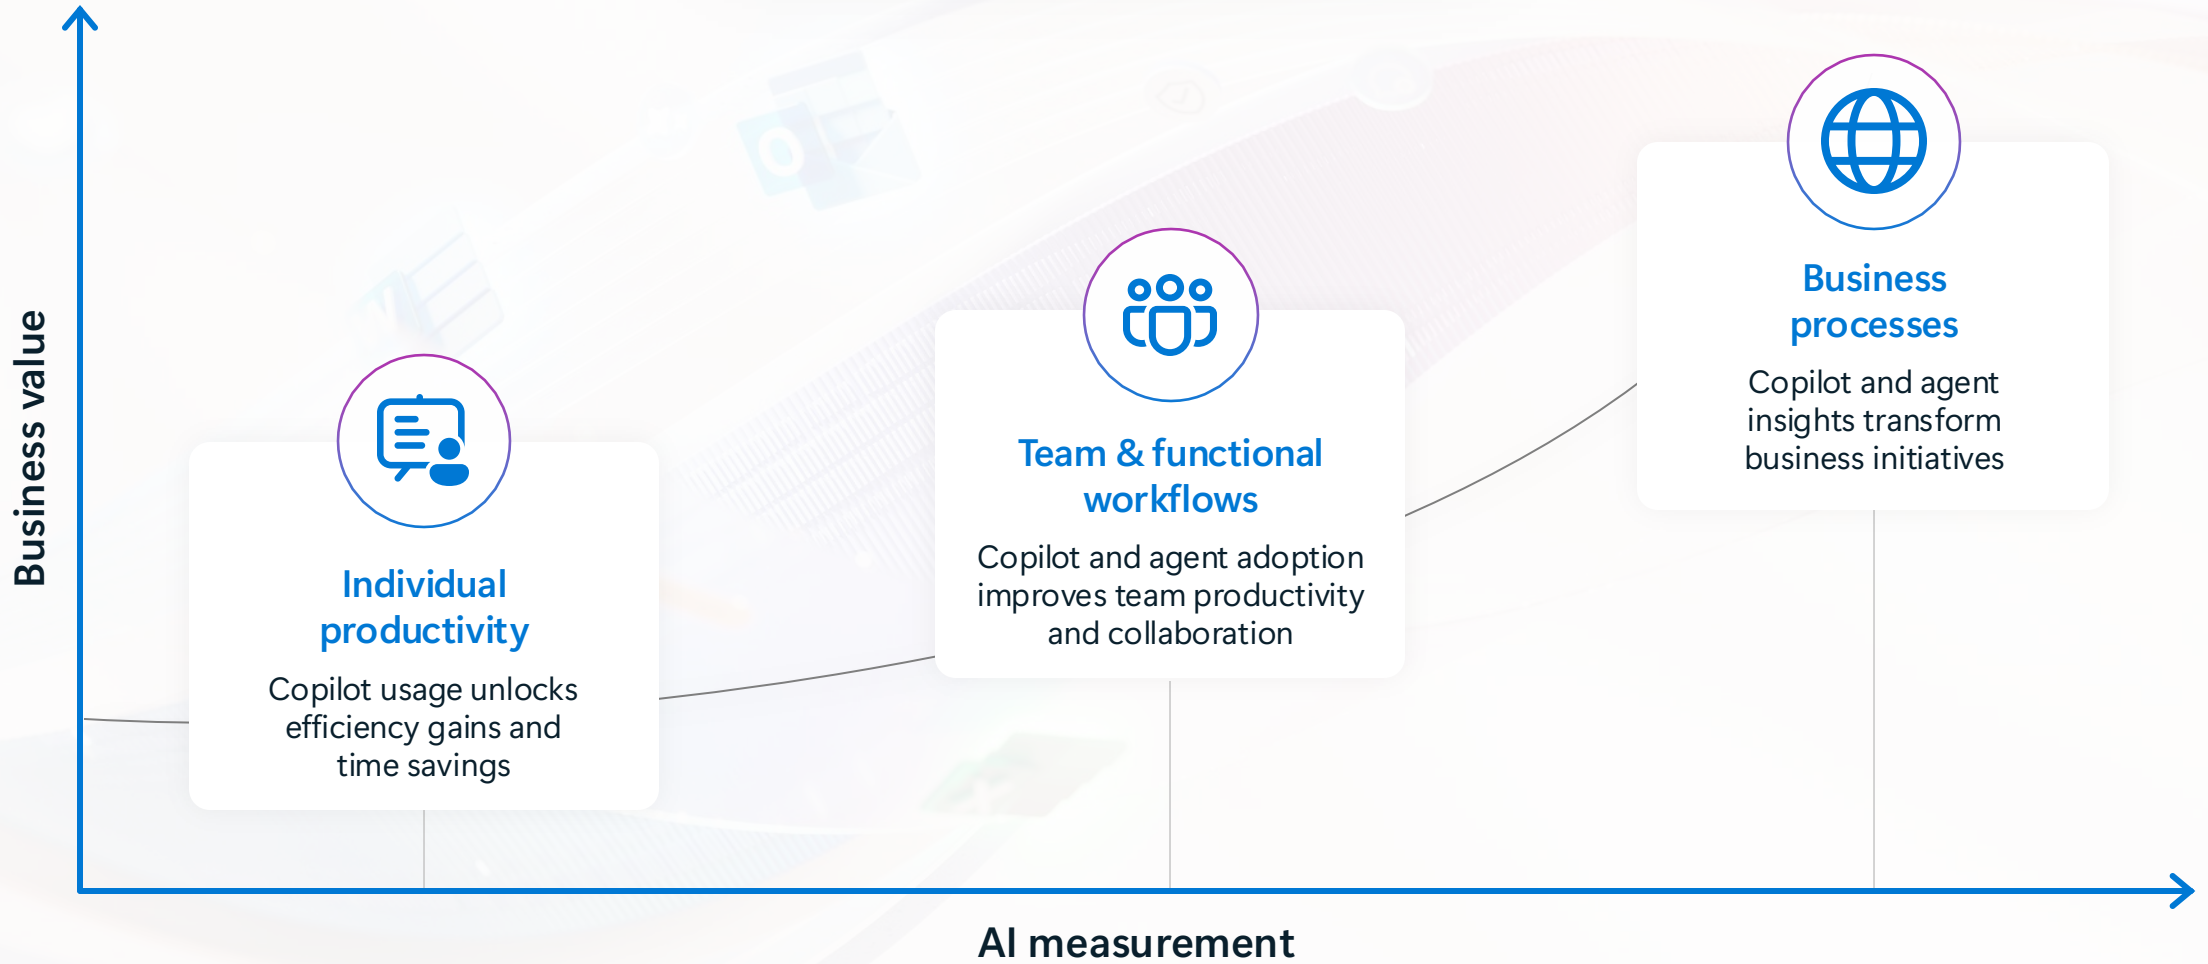 Business value
Individual
productivity
Copilot usage unlocks
efficiency gains and
time savings
Team & functional
workflows
Copilot and agent adoption
improves team productivity
and collaboration
Business
processes
Copilot and agent
insights transform
business initiatives
AI measurement